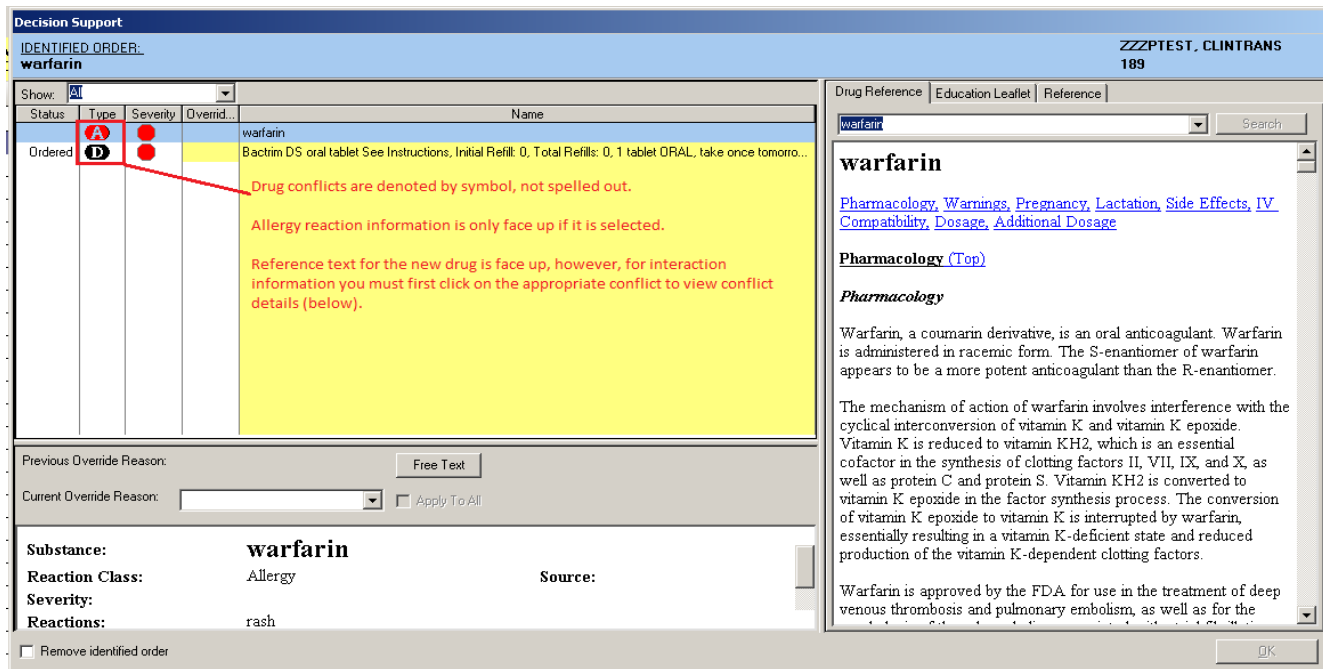 Decision Support
IDENTIFIED ORDER:
warfarin
ZZZPTEST, CLINTRANS
189
Show: All
Status Type Severity Overrid... Name
A warfarin
Ordered D Bactrim DS oral tablet See Instructions, Initial Refill: 0, Total Refills: 0, 1 tablet ORAL, take once tomorro...
Drug conflicts are denoted by symbol, not spelled out.
Allergy reaction information is only face up if it is selected.
Reference text for the new drug is face up, however, for interaction
information you must first click on the appropriate conflict to view conflict
details (below).
Previous Override Reason:
Free Text
Current Override Reason:
Apply To All
Substance: warfarin
Reaction Class: Allergy Source:
Severity:
Reactions: rash
Remove identified order
Drug Reference Education Leaflet Reference
warfarin Search
warfarin
Pharmacology, Warnings, Pregnancy, Lactation, Side Effects, IV
Compatibility, Dosage, Additional Dosage
Pharmacology (Top)
Pharmacology
Warfarin, a coumarin derivative, is an oral anticoagulant. Warfarin
is administered in racemic form. The S-enantiomer of warfarin
appears to be a more potent anticoagulant than the R-enantiomer.
The mechanism of action of warfarin involves interference with the
cyclical interconversion of vitamin K and vitamin K epoxide.
Vitamin K is reduced to vitamin KH2, which is an essential
cofactor in the synthesis of clotting factors II, VII, IX, and X, as
well as protein C and protein S. Vitamin KH2 is converted to
vitamin K epoxide in the factor synthesis process. The conversion
of vitamin K epoxide to vitamin K is interrupted by warfarin,
essentially resulting in a vitamin K-deficient state and reduced
production of the vitamin K-dependent clotting factors.
Warfarin is approved by the FDA for use in the treatment of deep
venous thrombosis and pulmonary embolism, as well as for the
OK